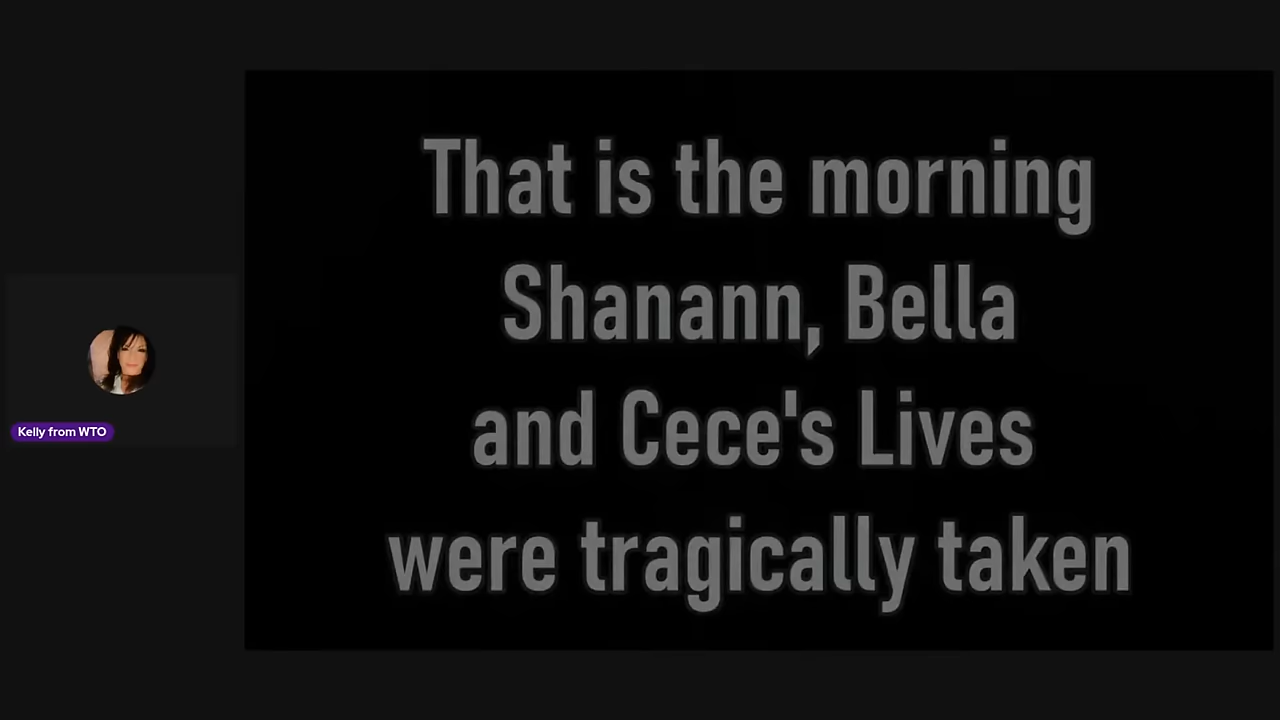 That is the morning
Shanann, Bella
and Cece's Lives
were tragically taken
Kelly from WTO